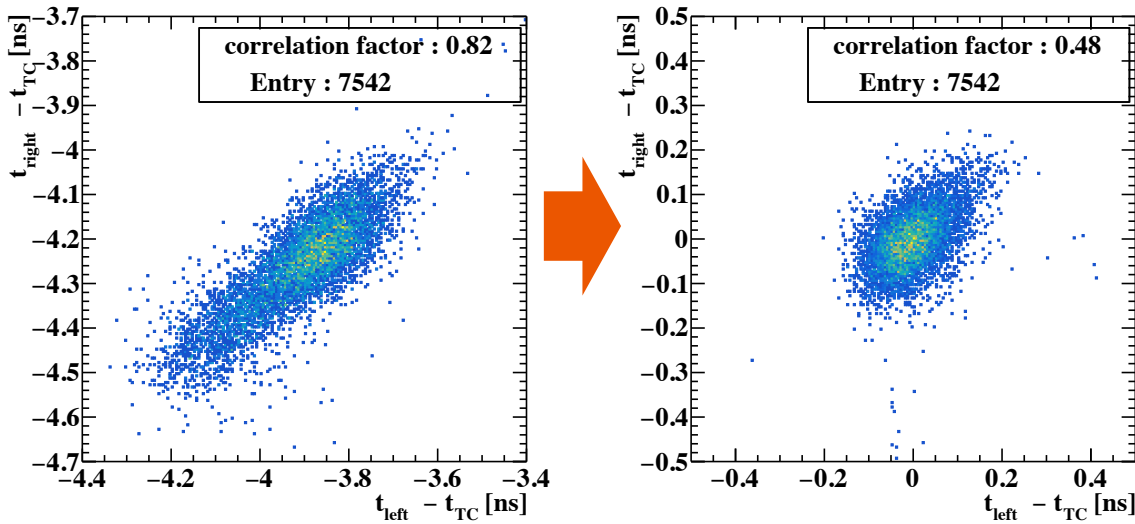 correlation factor : 0.82
Entry : 7542
t_right − t_TC [ns]
−3.7
−3.8
−3.9
−4
−4.1
−4.2
−4.3
−4.4
−4.5
−4.6
−4.7
−4.4 −4.2 −4 −3.8 −3.6 −3.4
t_left − t_TC [ns]
correlation factor : 0.48
Entry : 7542
t_right − t_TC [ns]
0.5
0.4
0.3
0.2
0.1
0
−0.1
−0.2
−0.3
−0.4
−0.5
−0.4 −0.2 0 0.2 0.4
t_left − t_TC [ns]